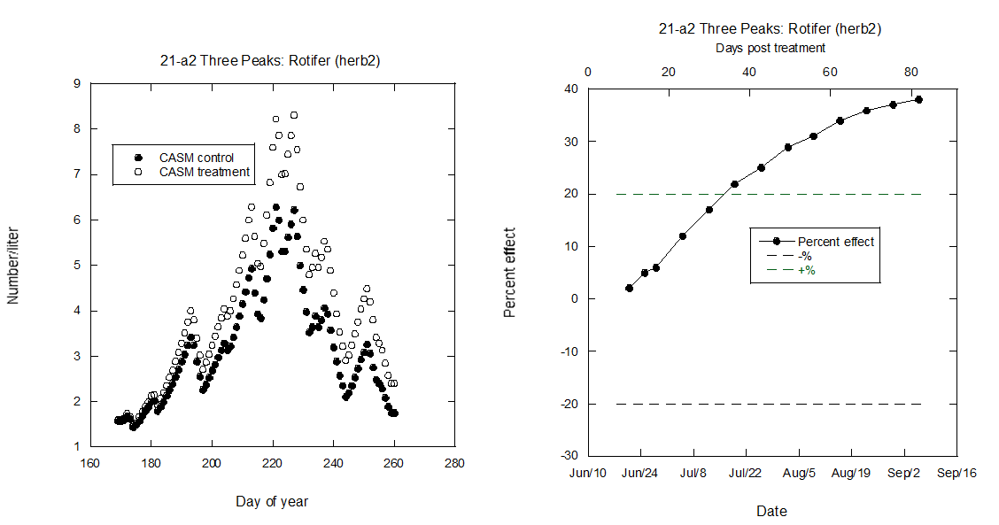 21-a2 Three Peaks: Rotifer (herb2)
9
8
7
6
5
4
3
2
1
CASM control
CASM treatment
Number/liter
160 180 200 220 240 260 280
Day of year
21-a2 Three Peaks: Rotifer (herb2)
Days post treatment
0 20 40 60 80
40
30
20
10
0
-10
-20
-30
Percent effect
-%
+%
Percent effect
Jun/10 Jun/24 Jul/8 Jul/22 Aug/5 Aug/19 Sep/2 Sep/16
Date